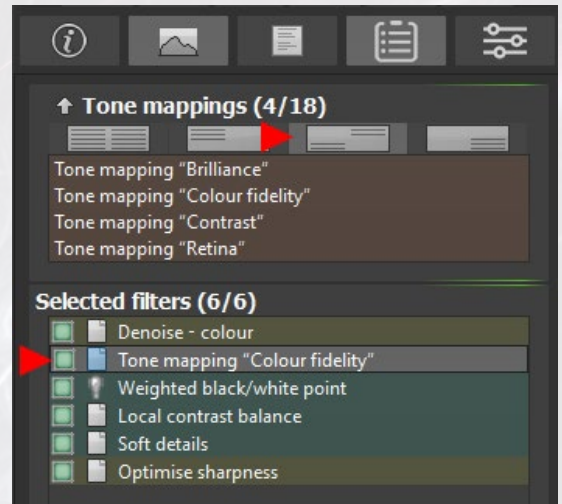 Tone mappings (4/18)
Tone mapping "Brilliance"
Tone mapping "Colour fidelity"
Tone mapping "Contrast"
Tone mapping "Retina"
Selected filters (6/6)
Denoise - colour
Tone mapping "Colour fidelity"
Weighted black/white point
Local contrast balance
Soft details
Optimise sharpness